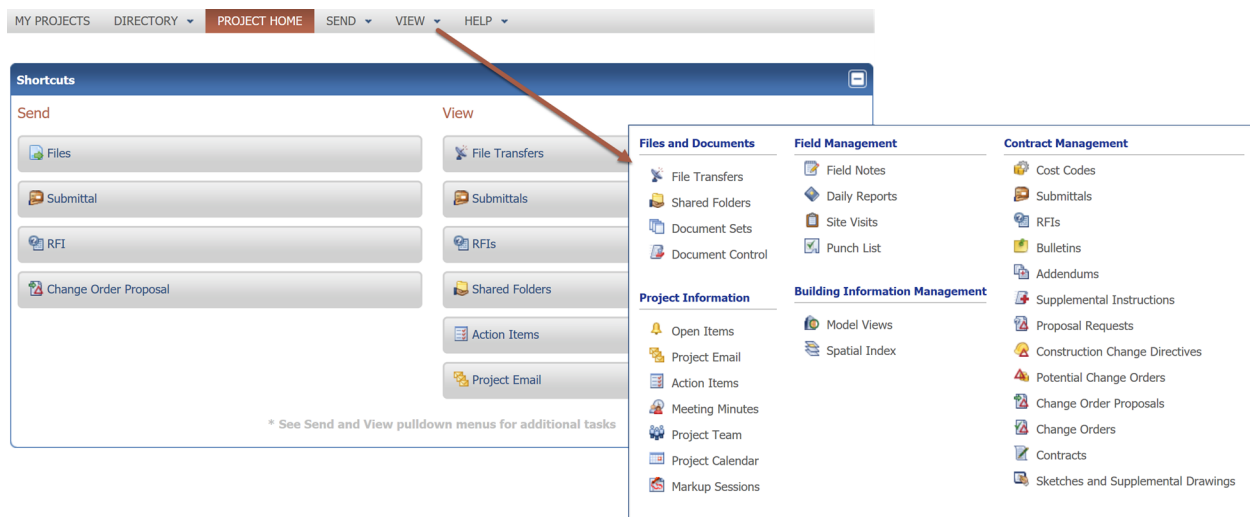 MY PROJECTS DIRECTORY PROJECT HOME SEND VIEW HELP
Shortcuts
Send
Files
Submittal
RFI
Change Order Proposal
View
File Transfers
Submittals
RFIs
Shared Folders
Action Items
Project Email
* See Send and View pulldown menus for additional tasks
Files and Documents
File Transfers
Shared Folders
Document Sets
Document Control
Project Information
Open Items
Project Email
Action Items
Meeting Minutes
Project Team
Project Calendar
Markup Sessions
Field Management
Field Notes
Daily Reports
Site Visits
Punch List
Building Information Management
Model Views
Spatial Index
Contract Management
Cost Codes
Submittals
RFIs
Bulletins
Addendums
Supplemental Instructions
Proposal Requests
Construction Change Directives
Potential Change Orders
Change Order Proposals
Change Orders
Contracts
Sketches and Supplemental Drawings